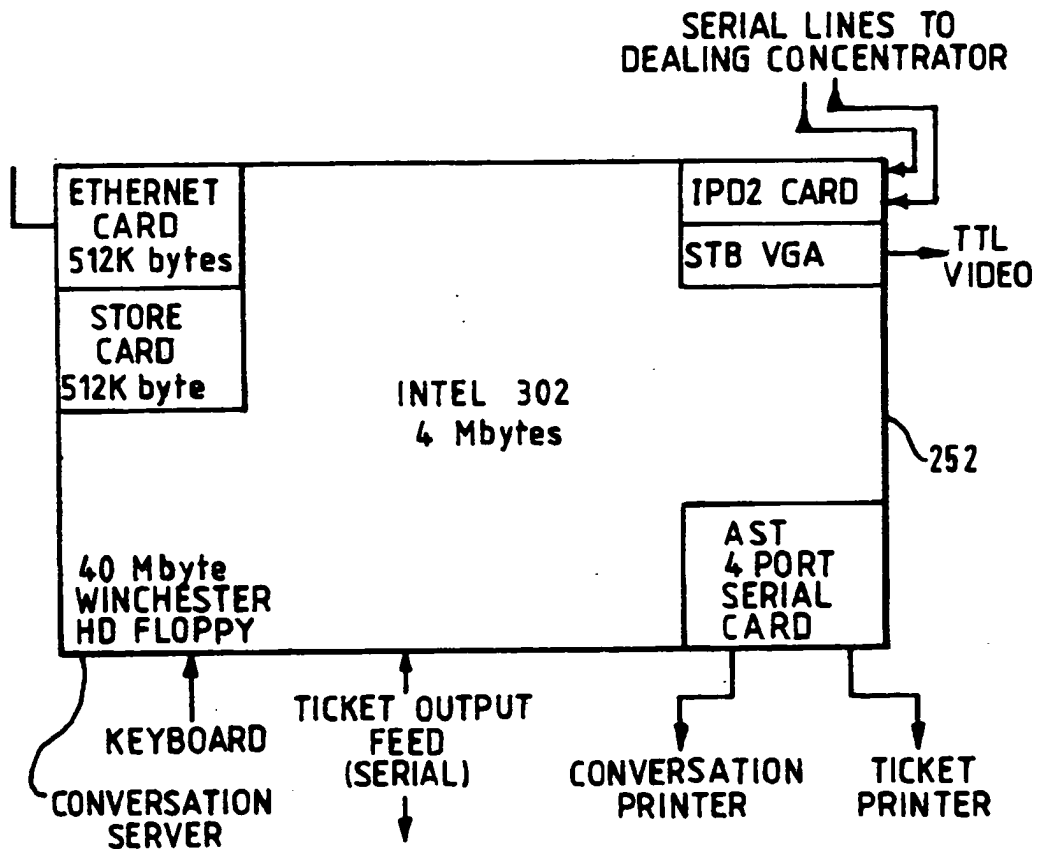 SERIAL LINES TO
DEALING CONCENTRATOR
ETHERNET
CARD
512K bytes
STORE
CARD
512K byte
IPD2 CARD
STB VGA
TTL
VIDEO
INTEL 302
4 Mbytes
252
40 Mbyte
WINCHESTER
HD FLOPPY
AST
4 PORT
SERIAL
CARD
KEYBOARD
TICKET OUTPUT
FEED
(SERIAL)
CONVERSATION
SERVER
CONVERSATION
PRINTER
TICKET
PRINTER